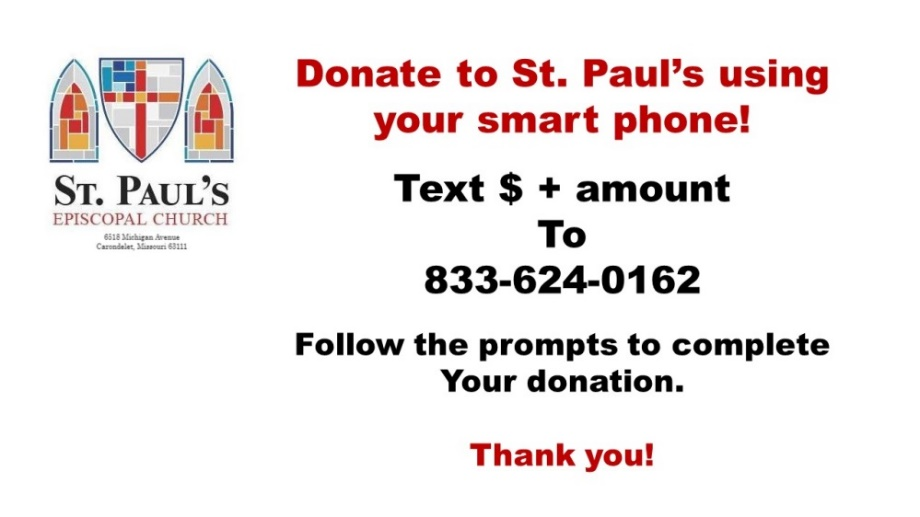 Donate to St. Paul's using
your smart phone!
Text $ + amount
To
833-624-0162
Follow the prompts to complete
Your donation.
Thank you!
ST. PAUL'S
EPISCOPAL CHURCH
6518 Michigan Avenue
Carondelet, Missouri 63111